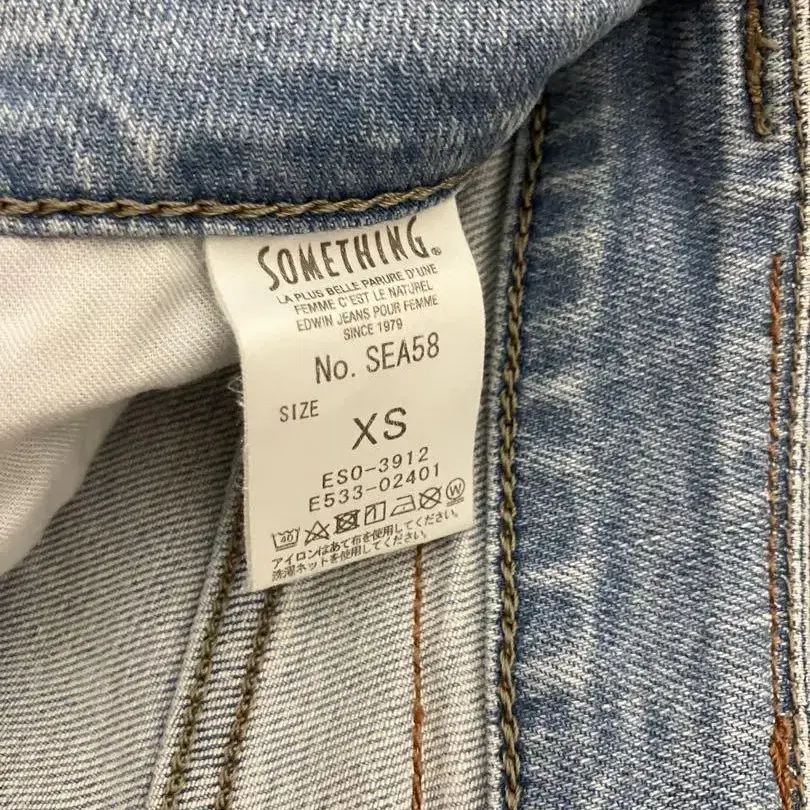 SOMETHING®
LA PLUS BELLE PARURE D'UNE
FEMME C'EST LE NATUREL
EDWIN JEANS POUR FEMME
SINCE 1979
No. SEA58
SIZE
XS
ESO-3912
E533-02401
40 W
アイロンはあて布を使用してください。
洗濯ネットを使用してください。